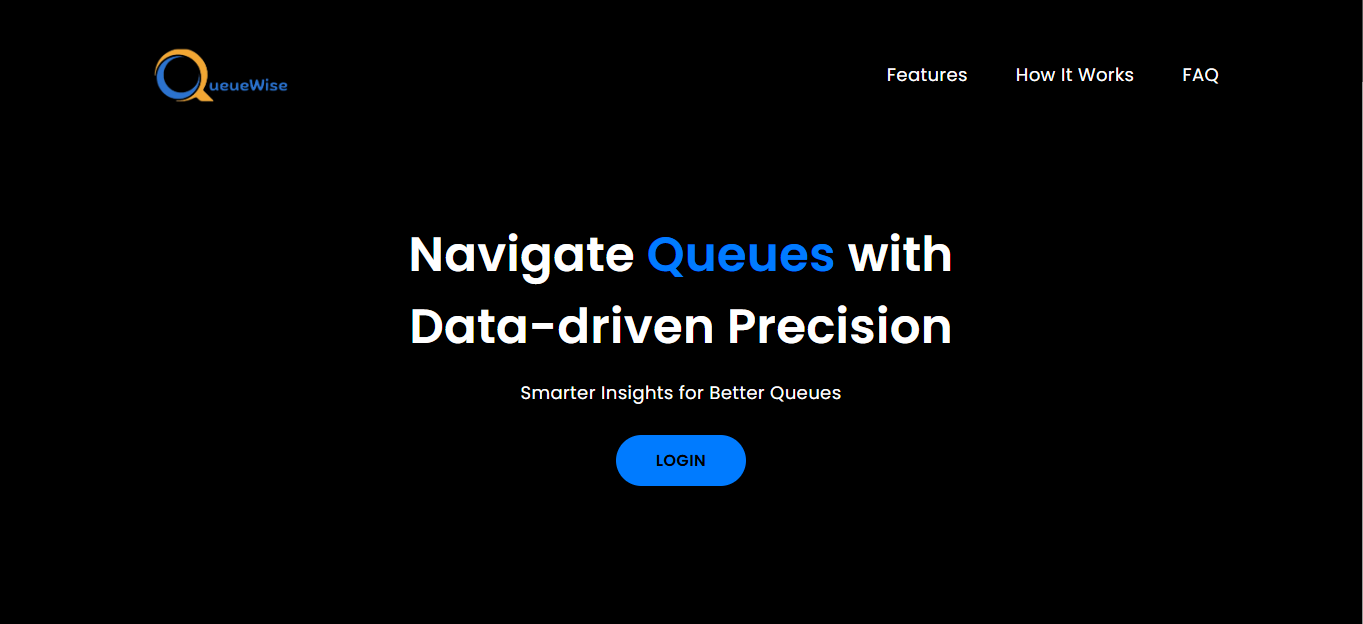 QueueWise
Features
How It Works
FAQ
Navigate Queues with
Data-driven Precision
Smarter Insights for Better Queues
LOGIN